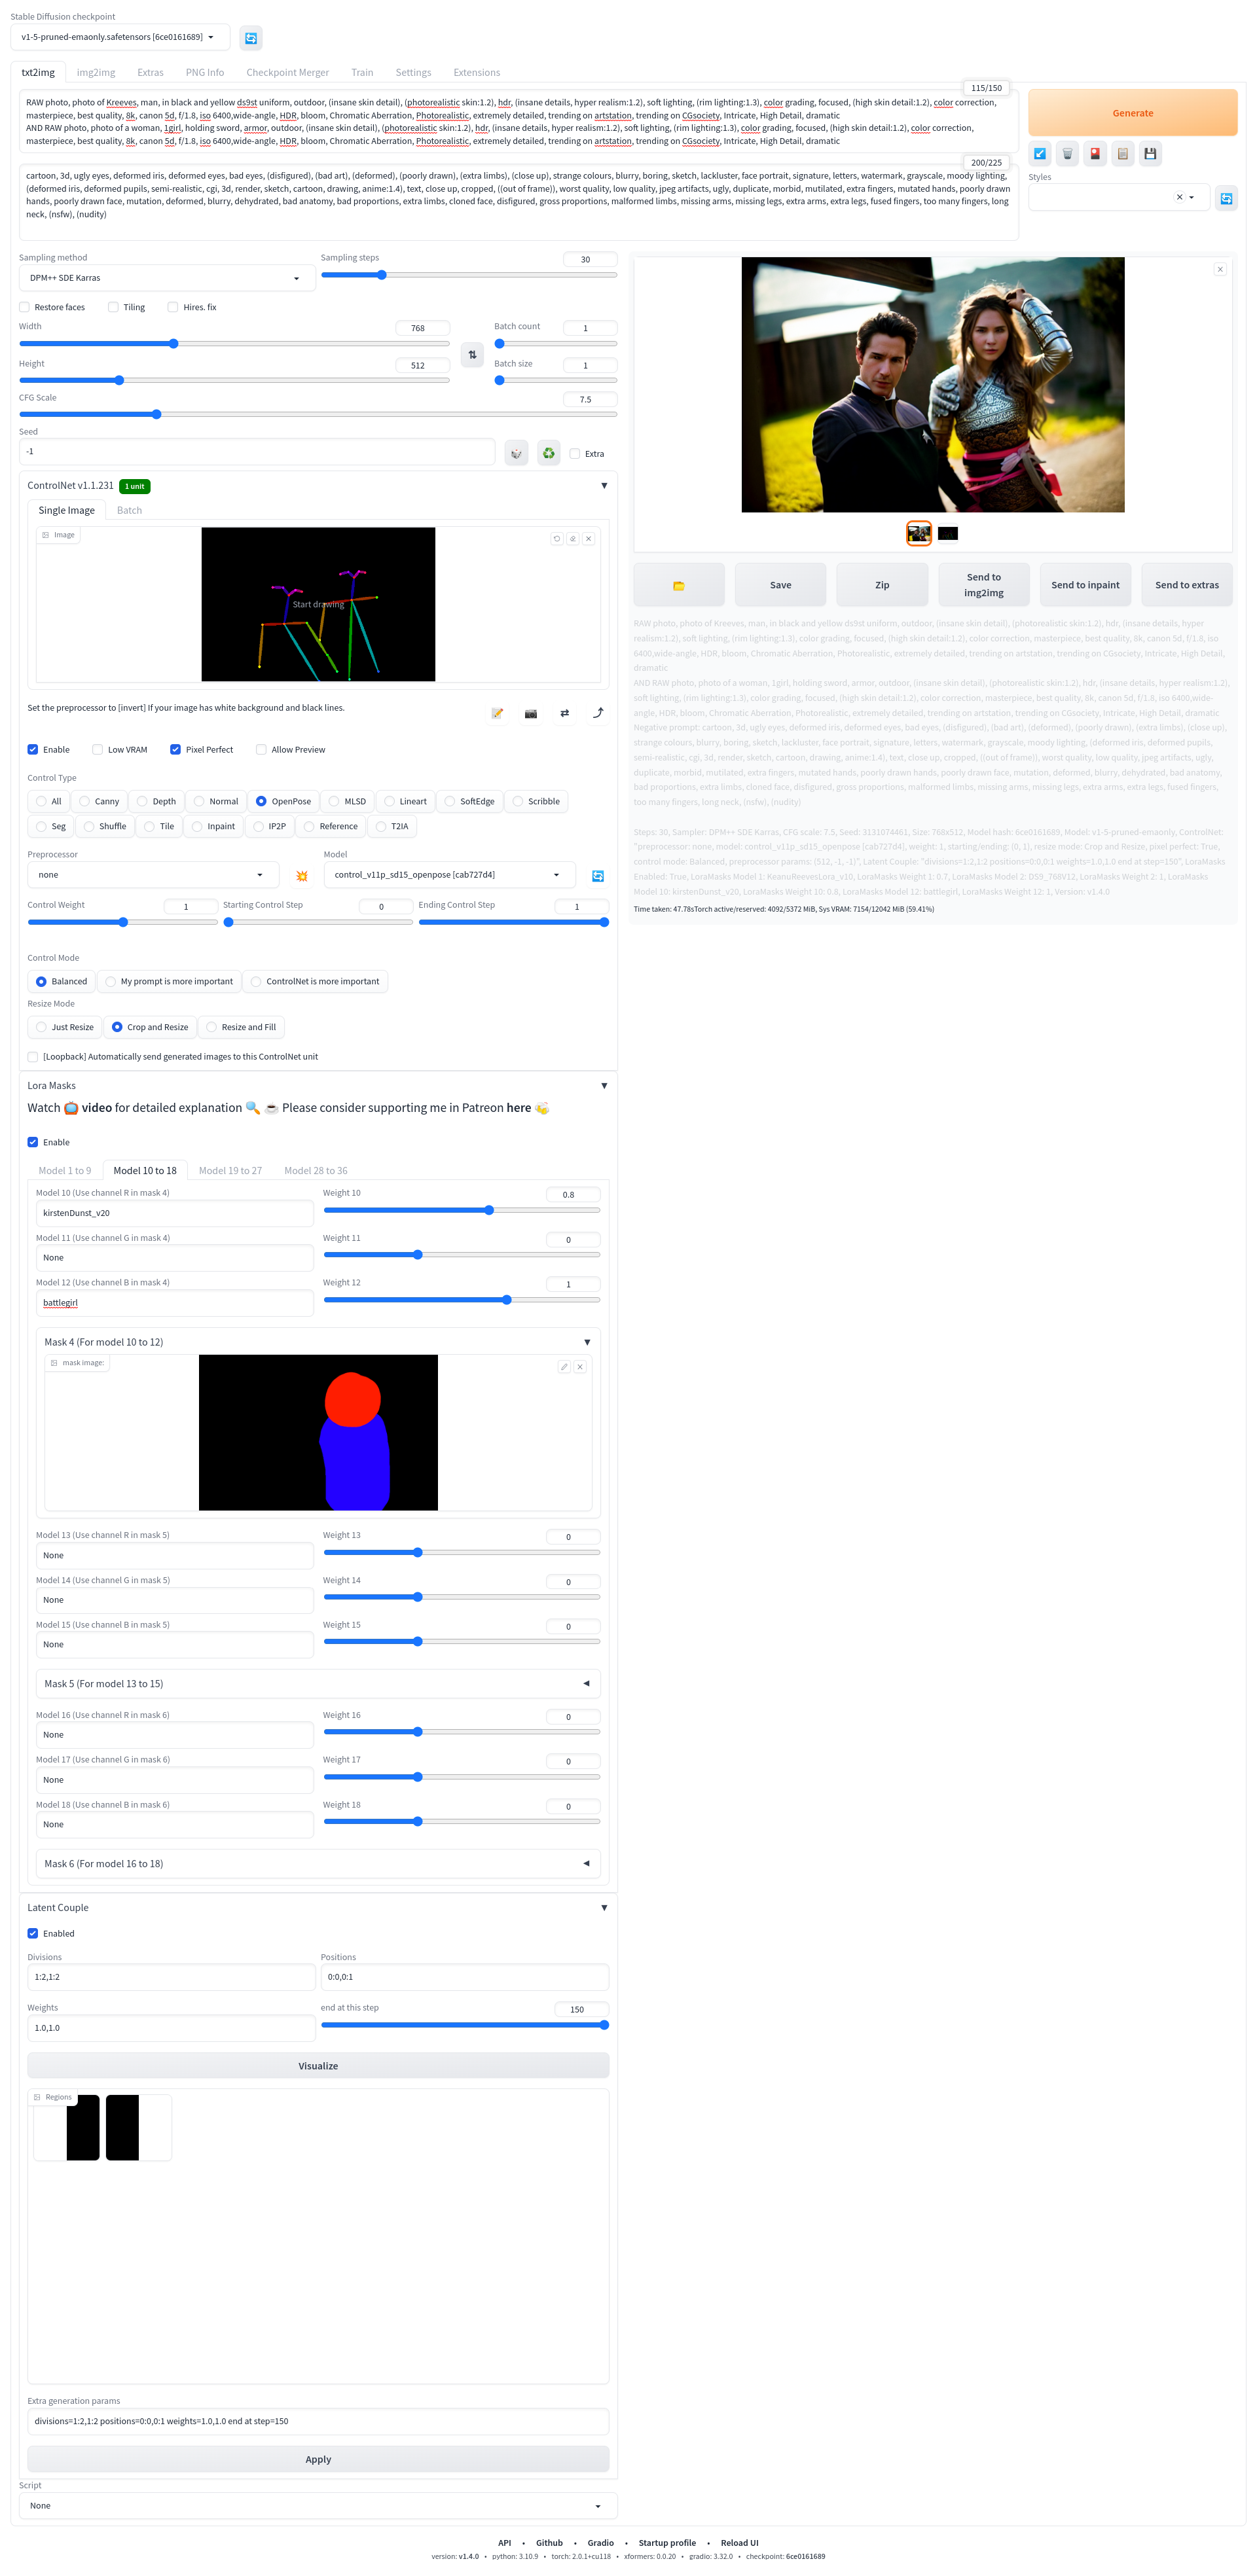 Stable Diffusion checkpoint
v1-5-pruned-emaonly.safetensors [6ce0161689]
txt2img img2img Extras PNG Info Checkpoint Merger Train Settings Extensions
115/150
RAW photo, photo of Kreeves, man, in black and yellow ds9st uniform, outdoor, (insane skin detail), (photorealistic skin:1.2), hdr, (insane details, hyper realism:1.2), soft lighting, (rim lighting:1.3), color grading, focused, (high skin detail:1.2), color correction,
masterpiece, best quality, 8k, canon 5d, f/1.8, iso 6400,wide-angle, HDR, bloom, Chromatic Aberration, Photorealistic, extremely detailed, trending on artstation, trending on CGsociety, Intricate, High Detail, dramatic
AND RAW photo, photo of a woman, 1girl, holding sword, armor, outdoor, (insane skin detail), (photorealistic skin:1.2), hdr, (insane details, hyper realism:1.2), soft lighting, (rim lighting:1.3), color grading, focused, (high skin detail:1.2), color correction,
masterpiece, best quality, 8k, canon 5d, f/1.8, iso 6400,wide-angle, HDR, bloom, Chromatic Aberration, Photorealistic, extremely detailed, trending on artstation, trending on CGsociety, Intricate, High Detail, dramatic
Generate
200/225
cartoon, 3d, ugly eyes, deformed iris, deformed eyes, bad eyes, (disfigured), (bad art), (deformed), (poorly drawn), (extra limbs), (close up), strange colours, blurry, boring, sketch, lackluster, face portrait, signature, letters, watermark, grayscale, moody lighting,
(deformed iris, deformed pupils, semi-realistic, cgi, 3d, render, sketch, cartoon, drawing, anime:1.4), text, close up, cropped, ((out of frame)), worst quality, low quality, jpeg artifacts, ugly, duplicate, morbid, mutilated, extra fingers, mutated hands, poorly drawn
hands, poorly drawn face, mutation, deformed, blurry, dehydrated, bad anatomy, bad proportions, extra limbs, cloned face, disfigured, gross proportions, malformed limbs, missing arms, missing legs, extra arms, extra legs, fused fingers, too many fingers, long
neck, (nsfw), (nudity)
Styles
Sampling method
DPM++ SDE Karras
Sampling steps 30
Restore faces Tiling Hires. fix
Width 768
Batch count 1
Height 512
Batch size 1
CFG Scale 7.5
Seed
-1
Extra
ControlNet v1.1.231 1 unit
Single Image Batch
Image
Start drawing
Set the preprocessor to [invert] If your image has white background and black lines.
Enable Low VRAM Pixel Perfect Allow Preview
Control Type
All Canny Depth Normal OpenPose MLSD Lineart SoftEdge Scribble
Seg Shuffle Tile Inpaint IP2P Reference T2IA
Preprocessor
none
Model
control_v11p_sd15_openpose [cab727d4]
Control Weight 1
Starting Control Step 0
Ending Control Step 1
Control Mode
Balanced My prompt is more important ControlNet is more important
Resize Mode
Just Resize Crop and Resize Resize and Fill
[Loopback] Automatically send generated images to this ControlNet unit
Lora Masks
Watch video for detailed explanation Please consider supporting me in Patreon here
Enable
Model 1 to 9 Model 10 to 18 Model 19 to 27 Model 28 to 36
Model 10 (Use channel R in mask 4)
kirstenDunst_v20
Weight 10 0.8
Model 11 (Use channel G in mask 4)
None
Weight 11 0
Model 12 (Use channel B in mask 4)
battlegirl
Weight 12 1
Mask 4 (For model 10 to 12)
mask image:
Model 13 (Use channel R in mask 5)
None
Weight 13 0
Model 14 (Use channel G in mask 5)
None
Weight 14 0
Model 15 (Use channel B in mask 5)
None
Weight 15 0
Mask 5 (For model 13 to 15)
Model 16 (Use channel R in mask 6)
None
Weight 16 0
Model 17 (Use channel G in mask 6)
None
Weight 17 0
Model 18 (Use channel B in mask 6)
None
Weight 18 0
Mask 6 (For model 16 to 18)
Latent Couple
Enabled
Divisions
1:2,1:2
Positions
0:0,0:1
Weights
1.0,1.0
end at this step 150
Visualize
Regions
Extra generation params
divisions=1:2,1:2 positions=0:0,0:1 weights=1.0,1.0 end at step=150
Apply
Script
None
Save Zip Send to img2img Send to inpaint Send to extras
RAW photo, photo of Kreeves, man, in black and yellow ds9st uniform, outdoor, (insane skin detail), (photorealistic skin:1.2), hdr, (insane details, hyper
realism:1.2), soft lighting, (rim lighting:1.3), color grading, focused, (high skin detail:1.2), color correction, masterpiece, best quality, 8k, canon 5d, f/1.8, iso
6400,wide-angle, HDR, bloom, Chromatic Aberration, Photorealistic, extremely detailed, trending on artstation, trending on CGsociety, Intricate, High Detail,
dramatic
AND RAW photo, photo of a woman, 1girl, holding sword, armor, outdoor, (insane skin detail), (photorealistic skin:1.2), hdr, (insane details, hyper realism:1.2),
soft lighting, (rim lighting:1.3), color grading, focused, (high skin detail:1.2), color correction, masterpiece, best quality, 8k, canon 5d, f/1.8, iso 6400,wide-
angle, HDR, bloom, Chromatic Aberration, Photorealistic, extremely detailed, trending on artstation, trending on CGsociety, Intricate, High Detail, dramatic
Negative prompt: cartoon, 3d, ugly eyes, deformed iris, deformed eyes, bad eyes, (disfigured), (bad art), (deformed), (poorly drawn), (extra limbs), (close up),
strange colours, blurry, boring, sketch, lackluster, face portrait, signature, letters, watermark, grayscale, moody lighting, (deformed iris, deformed pupils,
semi-realistic, cgi, 3d, render, sketch, cartoon, drawing, anime:1.4), text, close up, cropped, ((out of frame)), worst quality, low quality, jpeg artifacts, ugly,
duplicate, morbid, mutilated, extra fingers, mutated hands, poorly drawn hands, poorly drawn face, mutation, deformed, blurry, dehydrated, bad anatomy,
bad proportions, extra limbs, cloned face, disfigured, gross proportions, malformed limbs, missing arms, missing legs, extra arms, extra legs, fused fingers,
too many fingers, long neck, (nsfw), (nudity)
Steps: 30, Sampler: DPM++ SDE Karras, CFG scale: 7.5, Seed: 3131074461, Size: 768x512, Model hash: 6ce0161689, Model: v1-5-pruned-emaonly, ControlNet:
"preprocessor: none, model: control_v11p_sd15_openpose [cab727d4], weight: 1, starting/ending: (0, 1), resize mode: Crop and Resize, pixel perfect: True,
control mode: Balanced, preprocessor params: (512, -1, -1)", Latent Couple: "divisions=1:2,1:2 positions=0:0,0:1 weights=1.0,1.0 end at step=150", LoraMasks
Enabled: True, LoraMasks Model 1: KeanuReevesLora_v10, LoraMasks Weight 1: 0.7, LoraMasks Model 2: DS9_768V12, LoraMasks Weight 2: 1, LoraMasks
Model 10: kirstenDunst_v20, LoraMasks Weight 10: 0.8, LoraMasks Model 12: battlegirl, LoraMasks Weight 12: 1, Version: v1.4.0
Time taken: 47.78sTorch active/reserved: 4092/5372 MiB, Sys VRAM: 7154/12042 MiB (59.41%)
API • Github • Gradio • Startup profile • Reload UI
version: v1.4.0 • python: 3.10.9 • torch: 2.0.1+cu118 • xformers: 0.0.20 • gradio: 3.32.0 • checkpoint: 6ce0161689